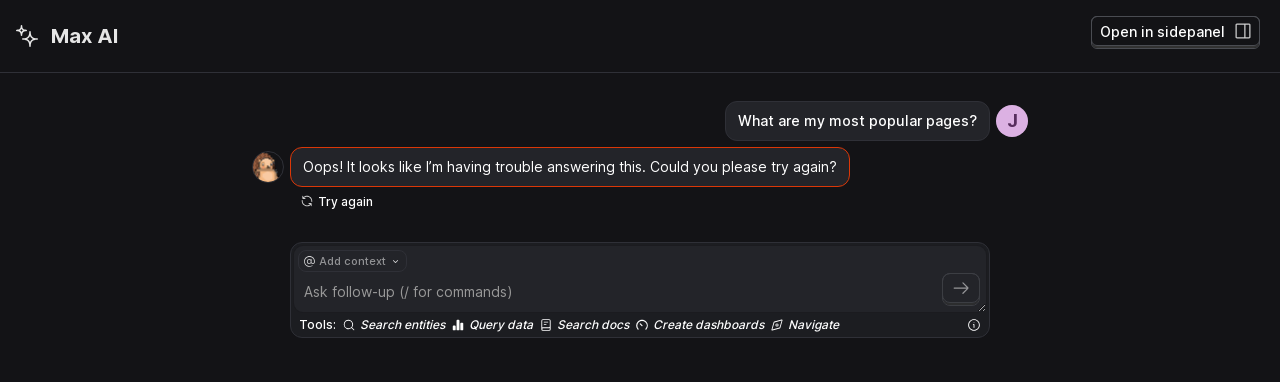 Max AI
Open in sidepanel
What are my most popular pages?
J
Oops! It looks like I'm having trouble answering this. Could you please try again?
Try again
@ Add context
Ask follow-up (/ for commands)
Tools: Search entities Query data Search docs Create dashboards Navigate